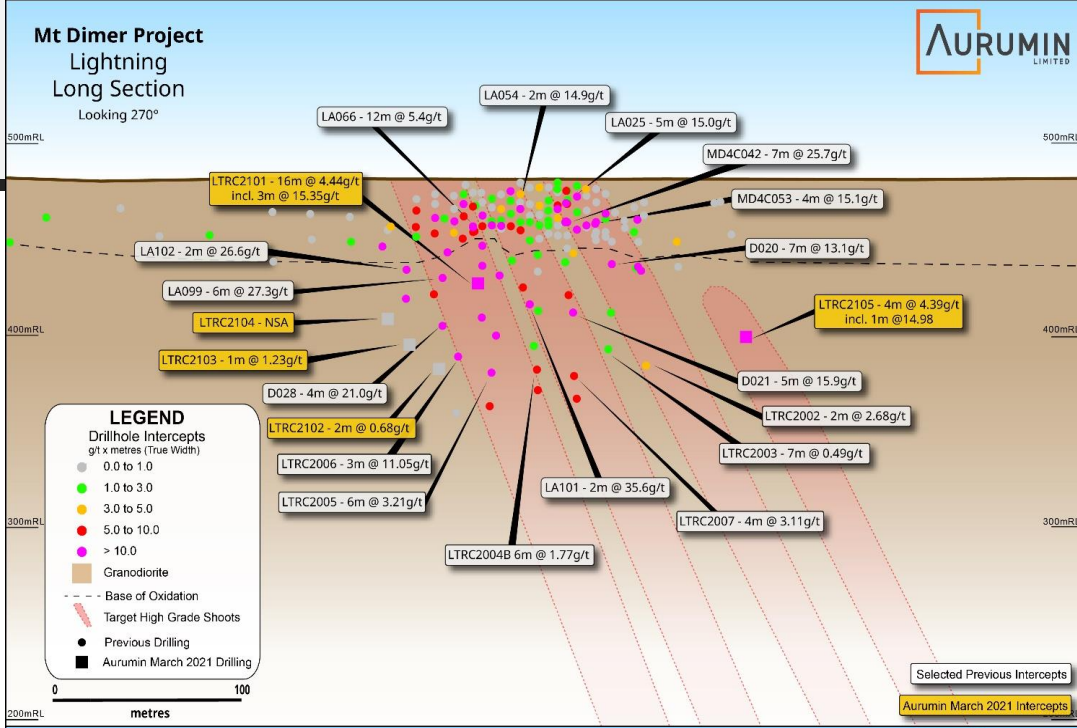 Mt Dimer Project
Lightning
Long Section
Looking 270°
AURUMIN
LIMITED
500mRL
500mRL
LA054 - 2m @ 14.9g/t
LA066 - 12m @ 5.4g/t
LA025 - 5m @ 15.0g/t
MD4C042 - 7m @ 25.7g/t
LTRC2101 - 16m @ 4.44g/t
incl. 3m @ 15.35g/t
MD4C053 - 4m @ 15.1g/t
LA102 - 2m @ 26.6g/t
D020 - 7m @ 13.1g/t
LA099 - 6m @ 27.3g/t
LTRC2105 - 4m @ 4.39g/t
incl. 1m @14.98
LTRC2104 - NSA
400mRL
400mRL
LTRC2103 - 1m @ 1.23g/t
D021 - 5m @ 15.9g/t
D028 - 4m @ 21.0g/t
LTRC2002 - 2m @ 2.68g/t
LTRC2102 - 2m @ 0.68g/t
LTRC2003 - 7m @ 0.49g/t
LTRC2006 - 3m @ 11.05g/t
LA101 - 2m @ 35.6g/t
LTRC2005 - 6m @ 3.21g/t
LTRC2007 - 4m @ 3.11g/t
300mRL
300mRL
LTRC2004B 6m @ 1.77g/t
LEGEND
Drillhole Intercepts
g/t x metres (True Width)
0.0 to 1.0
1.0 to 3.0
3.0 to 5.0
5.0 to 10.0
> 10.0
Granodiorite
Base of Oxidation
Target High Grade Shoots
Previous Drilling
Aurumin March 2021 Drilling
0 100
metres
Selected Previous Intercepts
Aurumin March 2021 Intercepts
200mRL